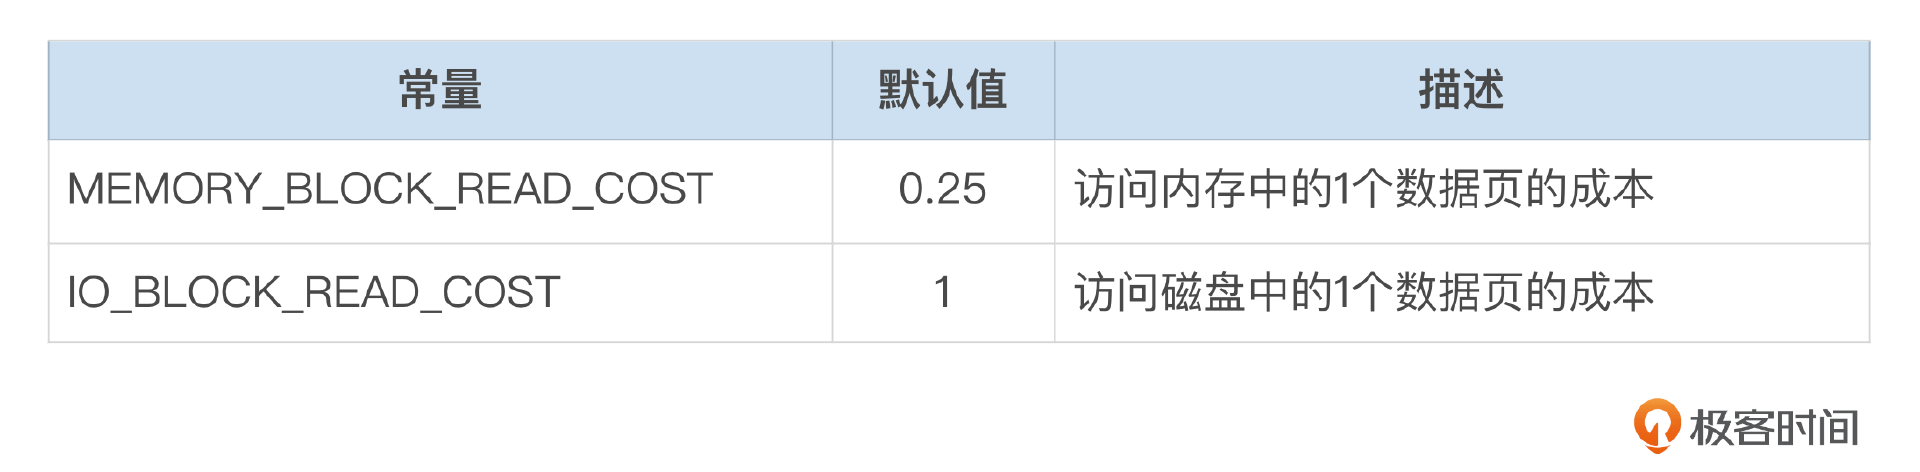 常量 默认值 描述
MEMORY_BLOCK_READ_COST 0.25 访问内存中的1个数据页的成本
IO_BLOCK_READ_COST 1 访问磁盘中的1个数据页的成本
极客时间